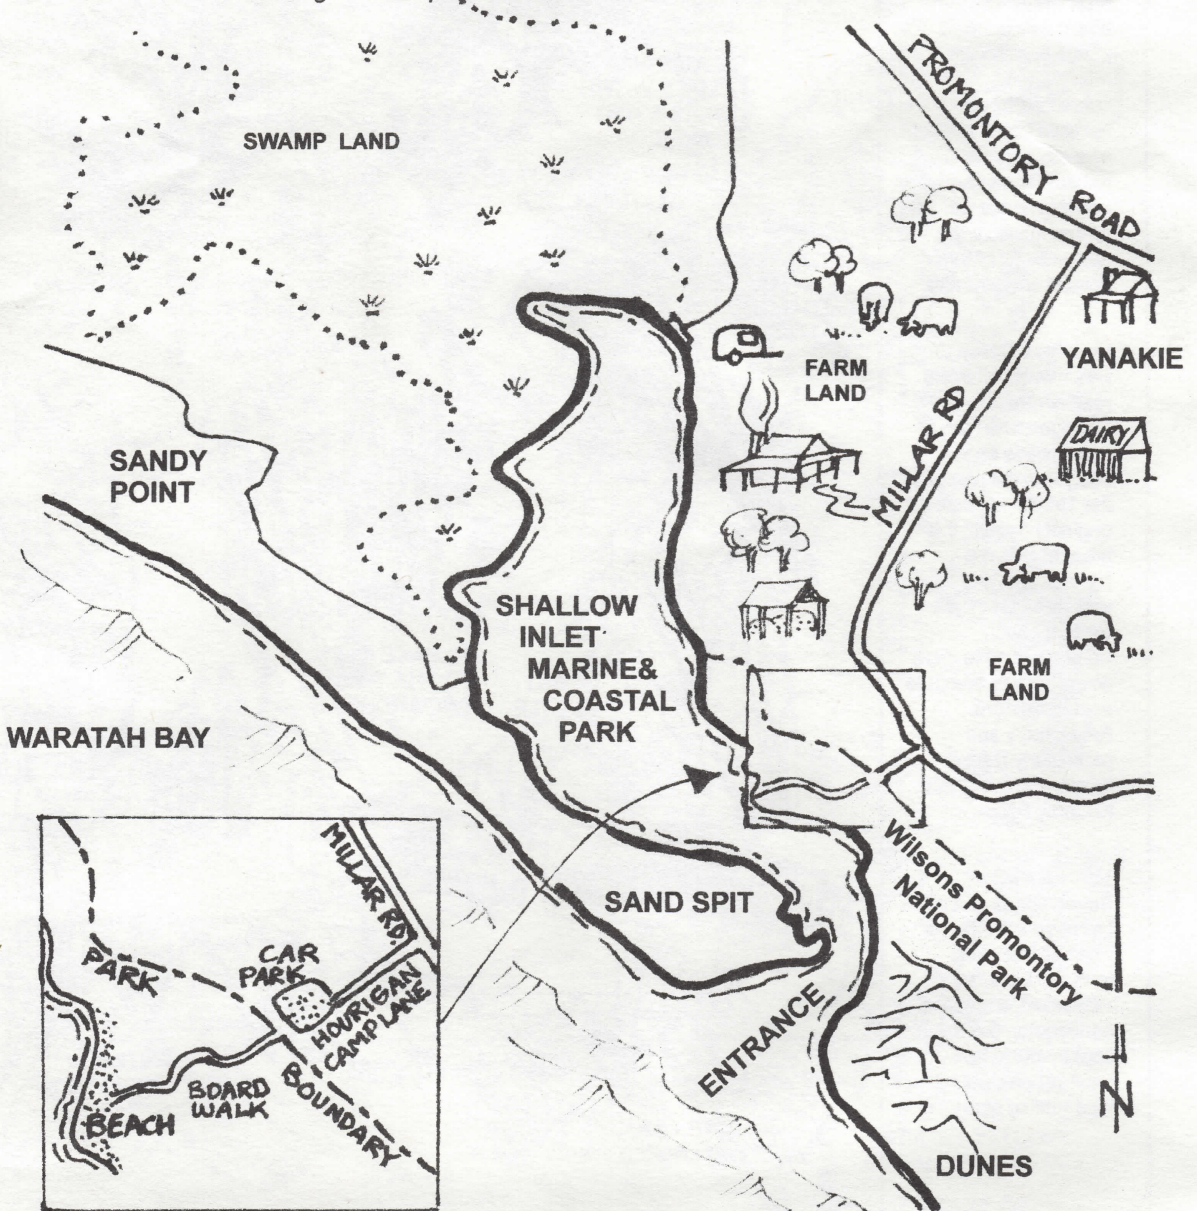 PROMONTORY ROAD
SWAMP LAND
YANAKIE
FARM
LAND
MILLAR RD
DAIRY
SANDY
POINT
SHALLOW
INLET
MARINE&
COASTAL
PARK
FARM
LAND
WARATAH BAY
SAND SPIT
Wilsons Promontory
National Park
ENTRANCE
N
DUNES
MILLAR RD.
CAR
PARK
PARK
HOURIGAN
CAMP LANE
BOARD
WALK
BOUNDARY
BEACH